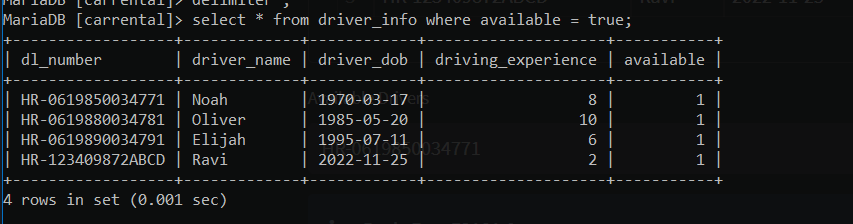 MariaDB [carrental]> delimiter ;
MariaDB [carrental]> select * from driver_info where available = true;
+------------------+-------------+------------+--------------------+-----------+
| dl_number        | driver_name | driver_dob | driving_experience | available |
+------------------+-------------+------------+--------------------+-----------+
| HR-0619850034771 | Noah        | 1970-03-17 |                  8 |         1 |
| HR-0619880034781 | Oliver      | 1985-05-20 |                 10 |         1 |
| HR-0619890034791 | Elijah      | 1995-07-11 |                  6 |         1 |
| HR-123409872ABCD | Ravi        | 2022-11-25 |                  2 |         1 |
+------------------+-------------+------------+--------------------+-----------+
4 rows in set (0.001 sec)